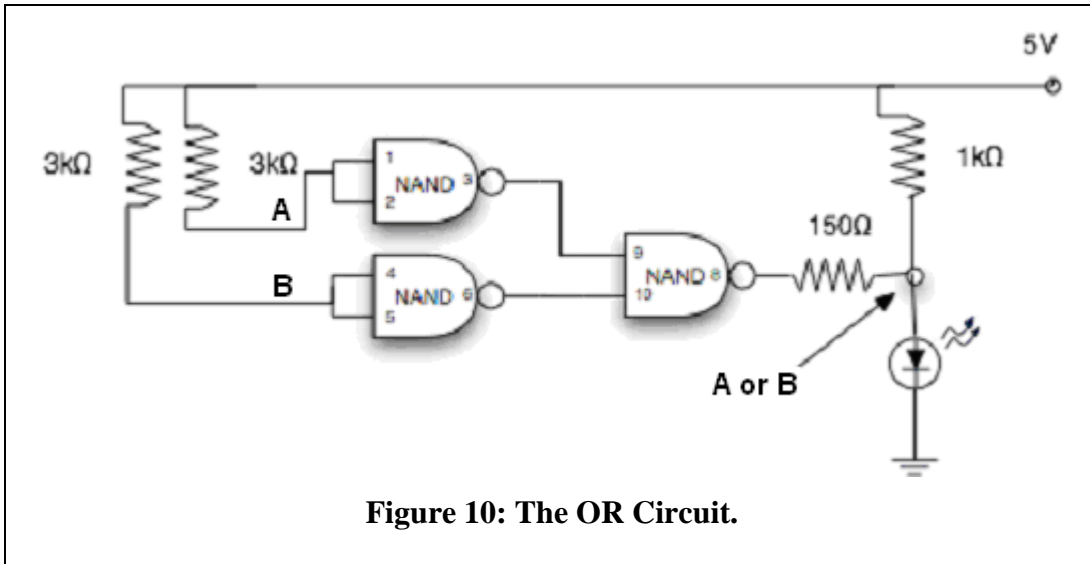 5V
3kΩ
3kΩ
1
NAND 3
2
1kΩ
A
150Ω
9
NAND 8
10
B
4
NAND 6
5
A or B
Figure 10: The OR Circuit.